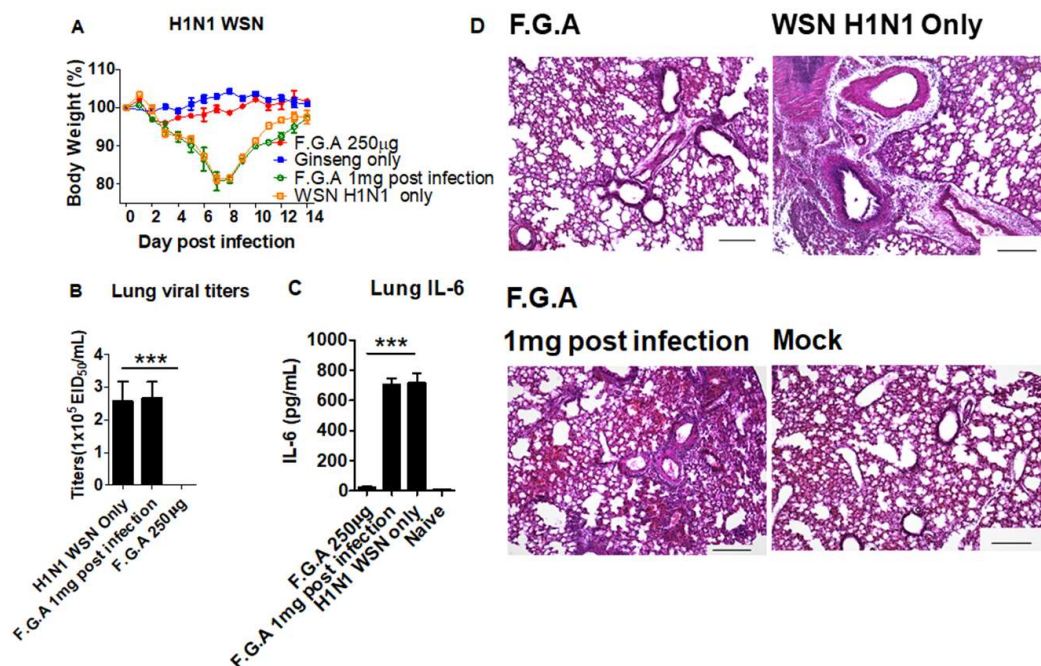 A
H1N1 WSN
Body Weight (%)
110
100
90
80
0 2 4 6 8 10 12 14
Day post infection
F.G.A 250μg
Ginseng only
F.G.A 1mg post infection
WSN H1N1 only
B
Lung viral titers
Titers(1x10⁵ EID₅₀/mL)
4
3
2
1
0
***
H1N1 WSN Only
F.G.A 1mg post infection
F.G.A 250μg
C
Lung IL-6
IL-6 (pg/mL)
1000
800
600
400
200
0
***
F.G.A 250μg
F.G.A 1mg post infection
H1N1 WSN only
Naive
D
F.G.A
WSN H1N1 Only
F.G.A
1mg post infection
Mock